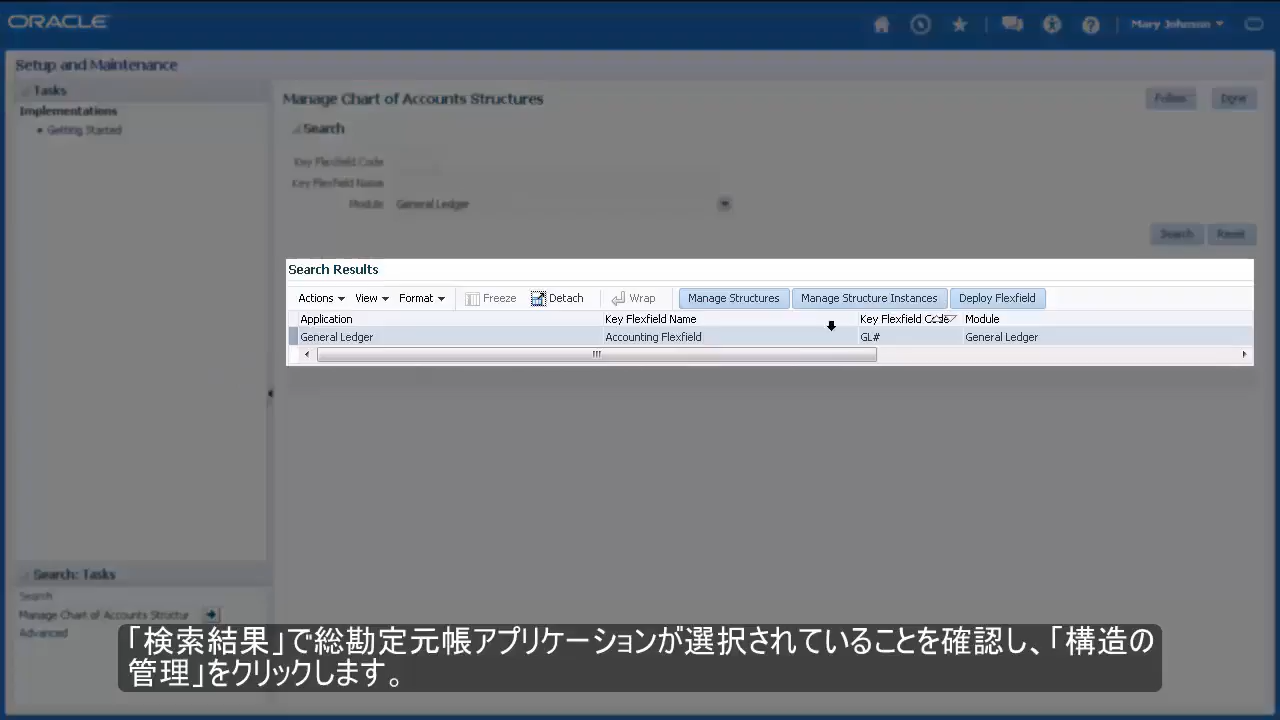 ORACLE
Mary Johnson
Setup and Maintenance
Tasks
Implementations
Getting Started
Manage Chart of Accounts Structures
Follow Done
Search
Key Flexfield Code
Key Flexfield Name
Module General Ledger
Search Reset
Search Results
Actions View Format Freeze Detach Wrap Manage Structures Manage Structure Instances Deploy Flexfield
Application Key Flexfield Name Key Flexfield Code Module
General Ledger Accounting Flexfield GL# General Ledger
Search: Tasks
Search
Manage Chart of Accounts Structur
Advanced
「検索結果」で総勘定元帳アプリケーションが選択されていることを確認し、「構造の
管理」をクリックします。